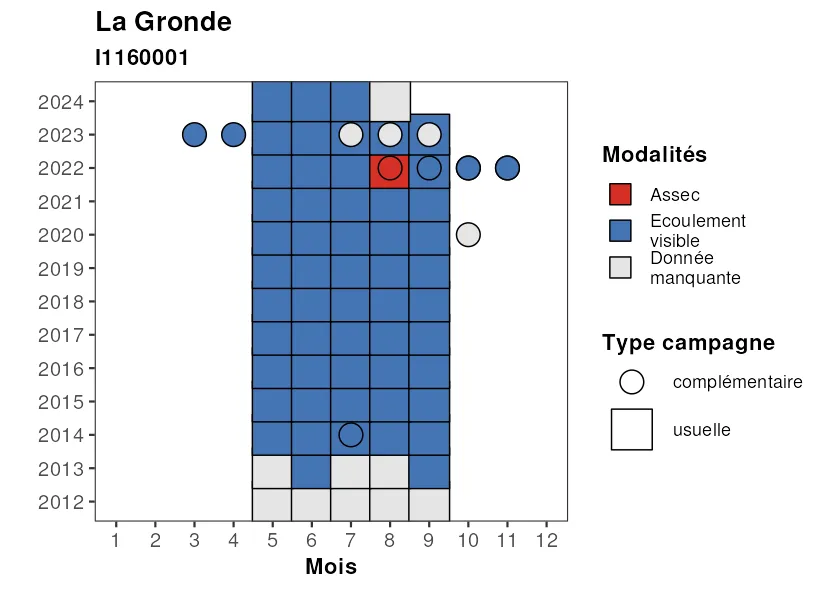 La Gronde
I1160001
2024
2023
2022
2021
2020
2019
2018
2017
2016
2015
2014
2013
2012
1 2 3 4 5 6 7 8 9 10 11 12
Mois
Modalités
Assec
Ecoulement
visible
Donnée
manquante
Type campagne
complémentaire
usuelle